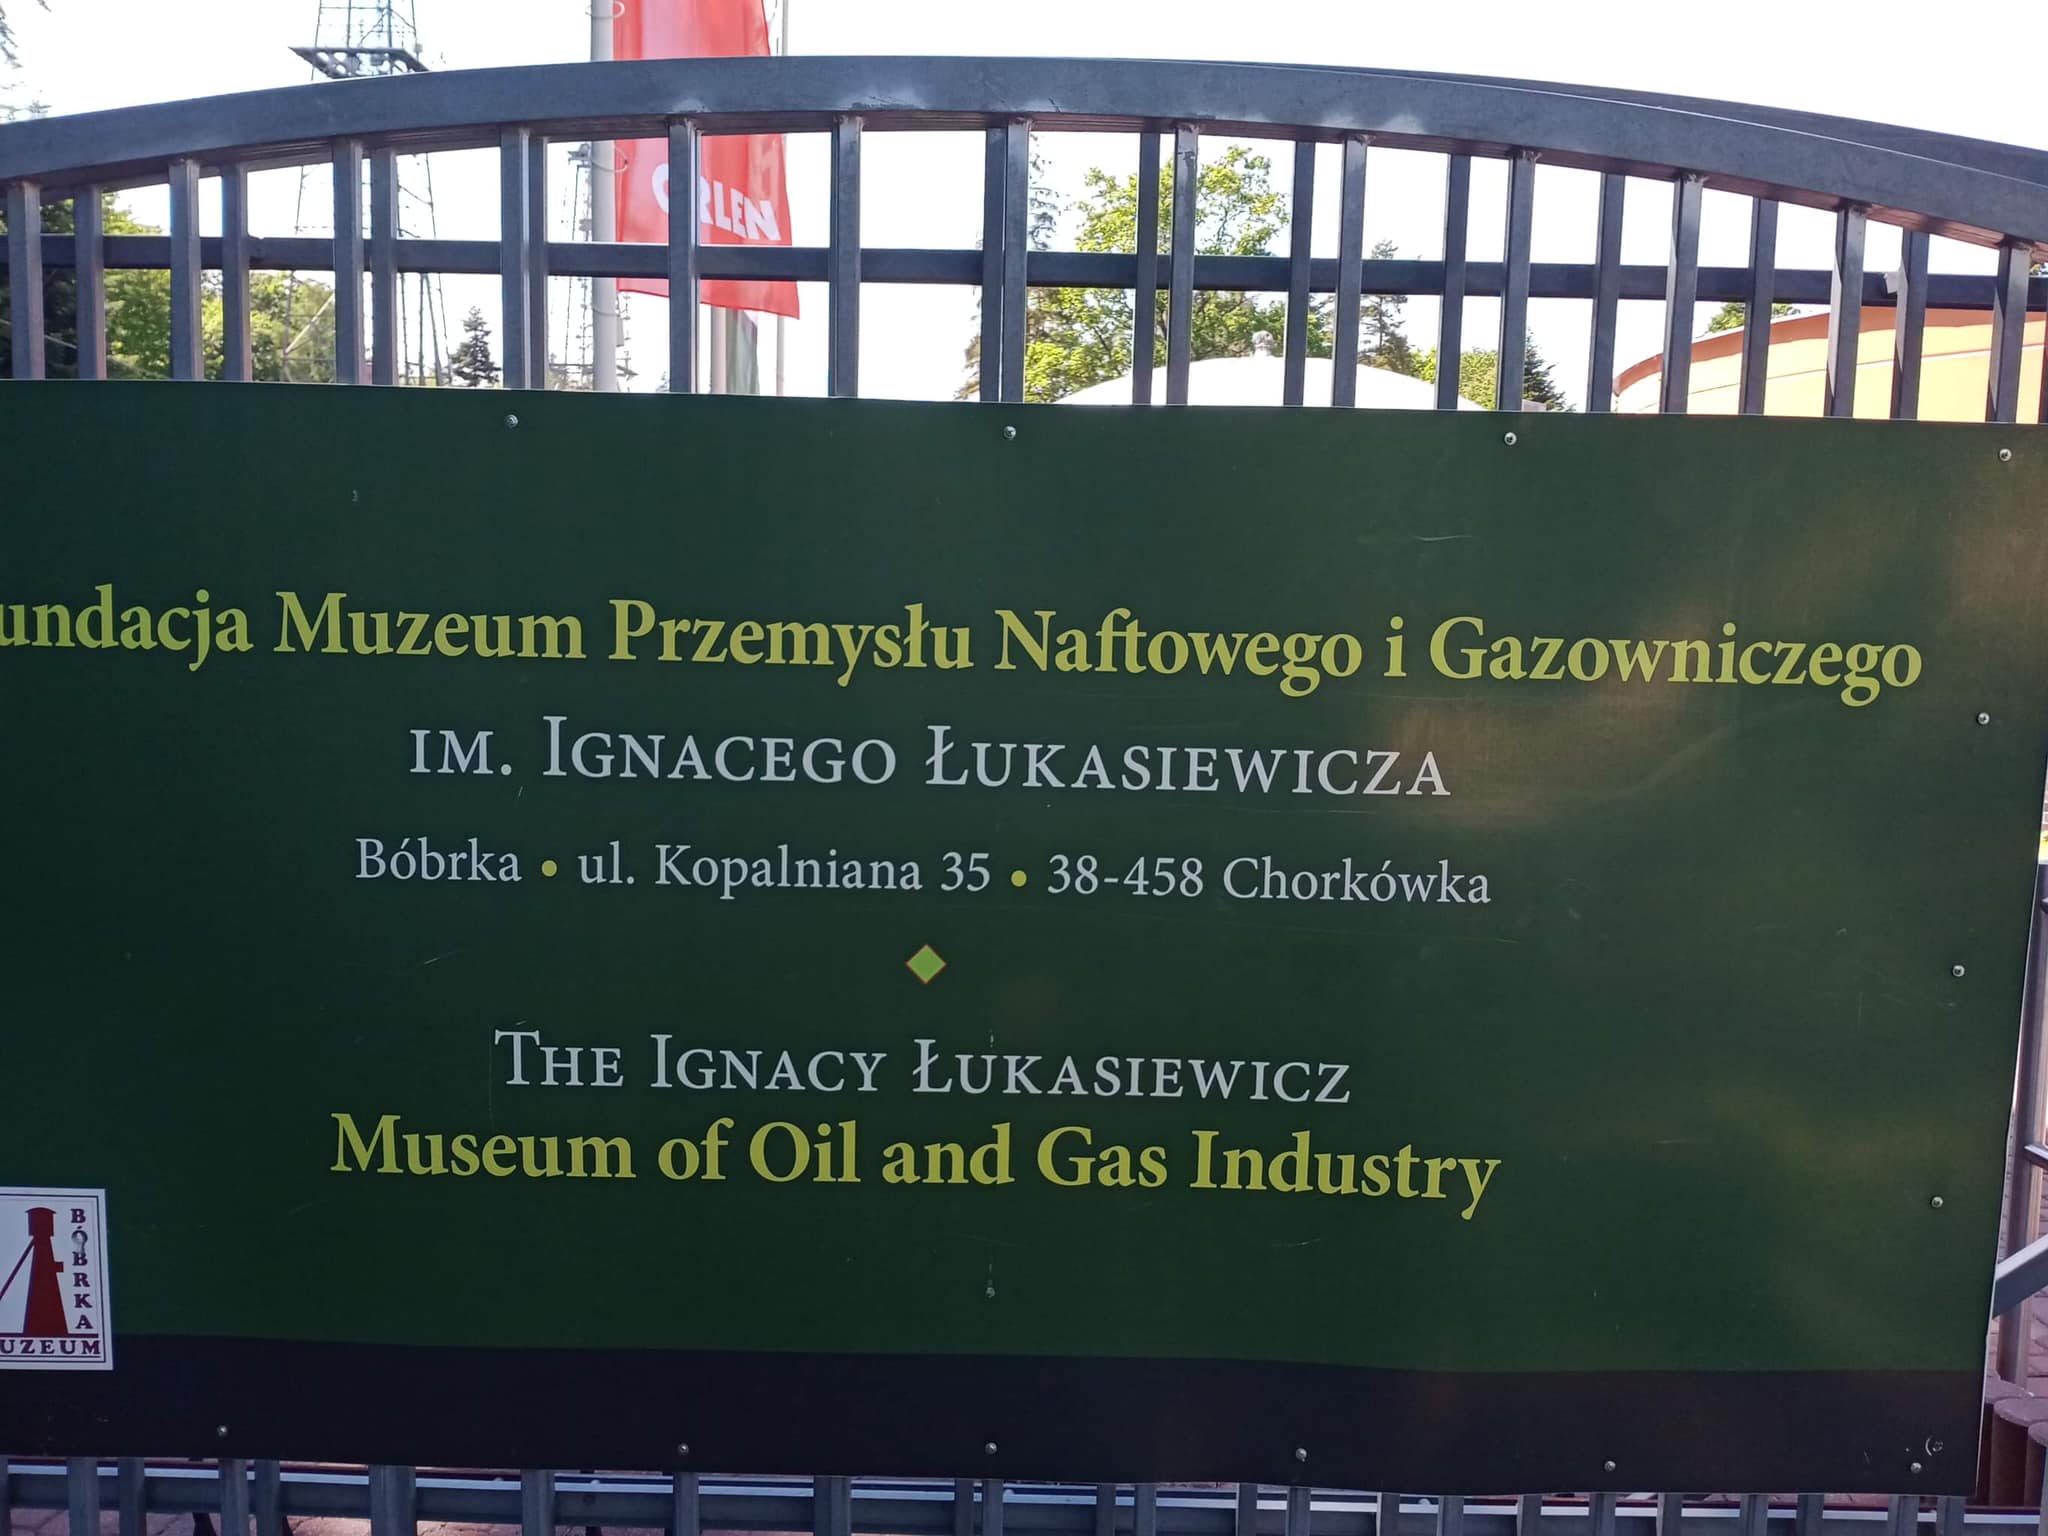 ORLEN
undacja Muzeum Przemysłu Naftowego i Gazowniczego
IM. IGNACEGO ŁUKASIEWICZA
Bóbrka • ul. Kopalniana 35 • 38-458 Chorkówka
THE IGNACY ŁUKASIEWICZ
Museum of Oil and Gas Industry
BÓBRKA
UZEUM